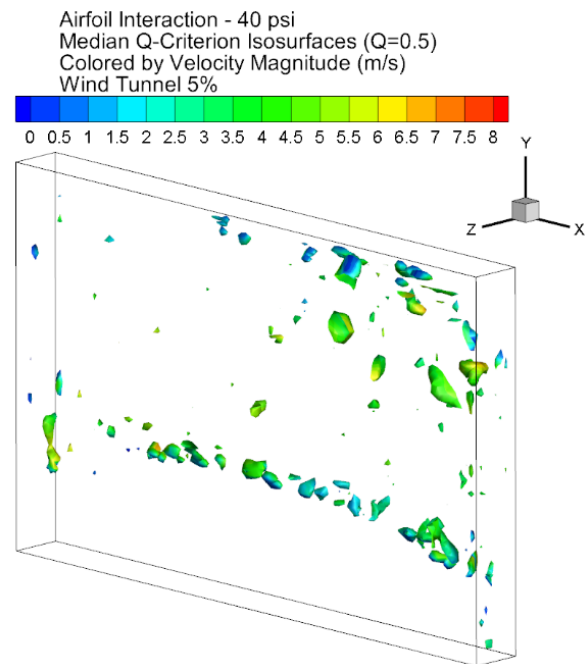 Airfoil Interaction - 40 psi
Median Q-Criterion Isosurfaces (Q=0.5)
Colored by Velocity Magnitude (m/s)
Wind Tunnel 5%
0 0.5 1 1.5 2 2.5 3 3.5 4 4.5 5 5.5 6 6.5 7 7.5 8
Y
Z X